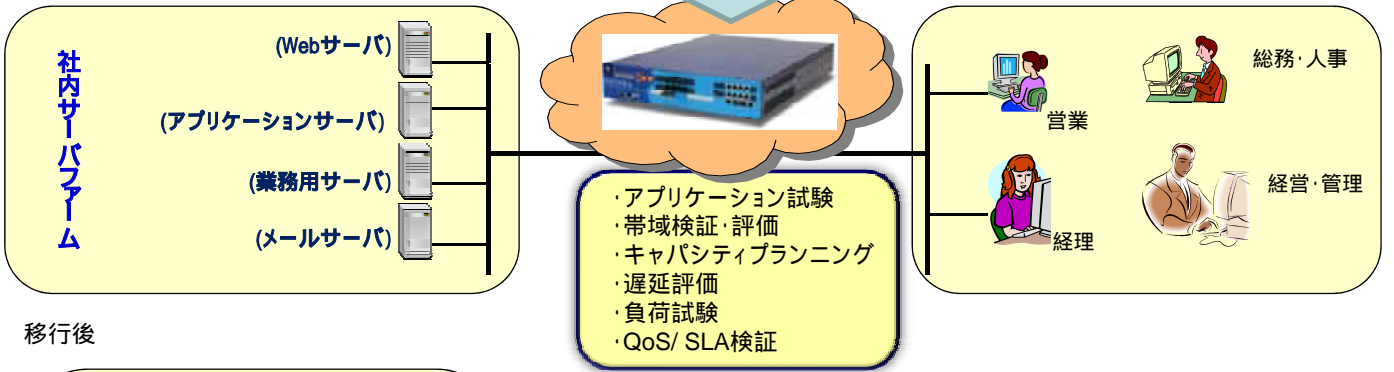 社内サーバファーム
(Webサーバ)
(アプリケーションサーバ)
(業務用サーバ)
(メールサーバ)
・アプリケーション試験
・帯域検証・評価
・キャパシティプランニング
・遅延評価
・負荷試験
・QoS/ SLA検証
営業
総務・人事
経理
経営・管理
移行後